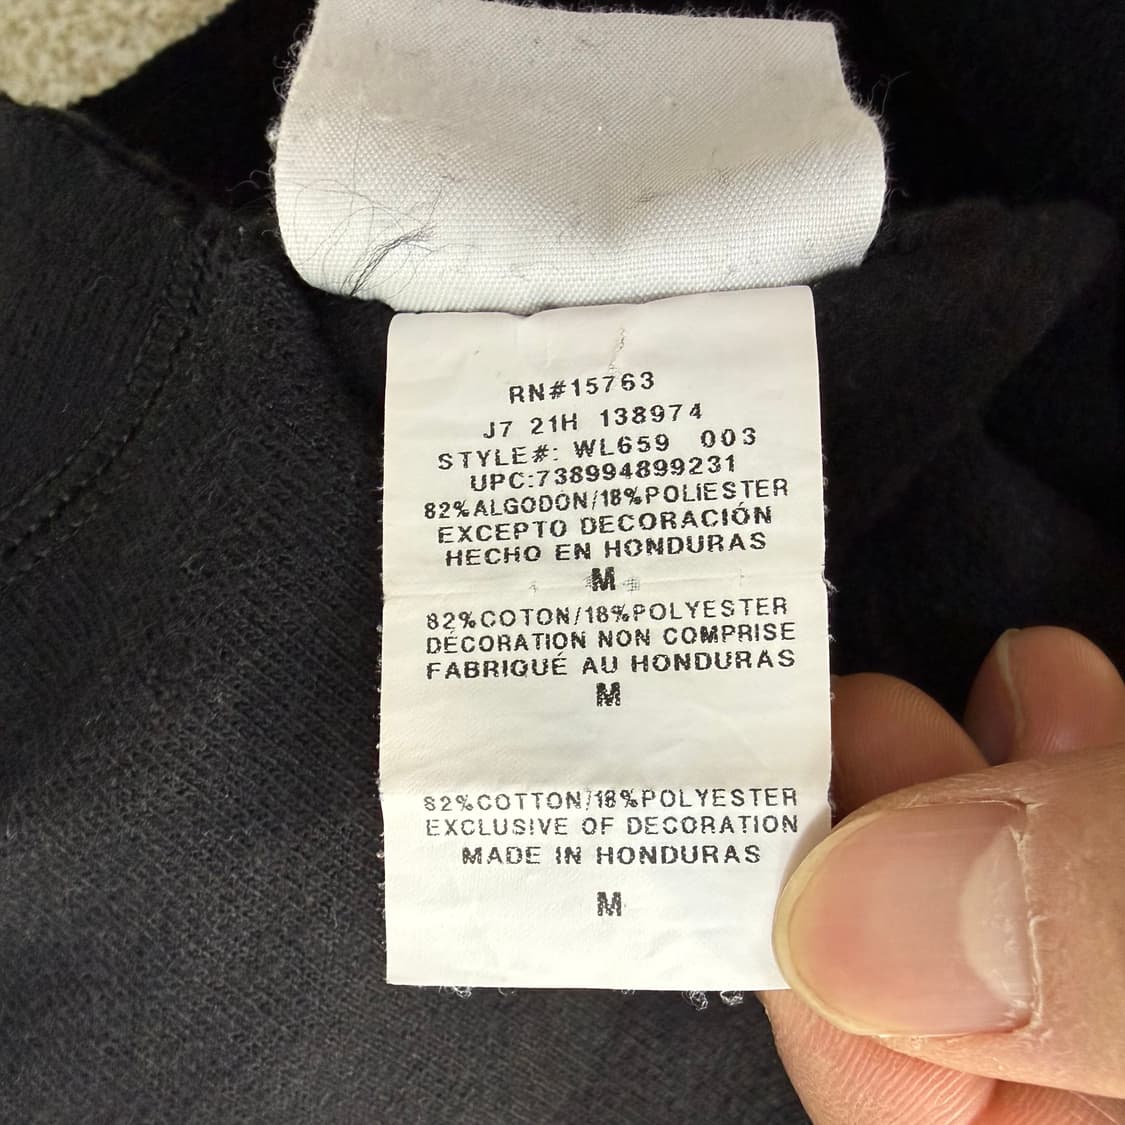 RN#15763
J7 21H 138974
STYLE#: WL659 003
UPC:738994899231
82%ALGODÓN/18%POLIESTER
EXCEPTO DECORACIÓN
HECHO EN HONDURAS
M
82%COTON/18%POLYESTER
DÉCORATION NON COMPRISE
FABRIQUÉ AU HONDURAS
M
82%COTTON/18%POLYESTER
EXCLUSIVE OF DECORATION
MADE IN HONDURAS
M